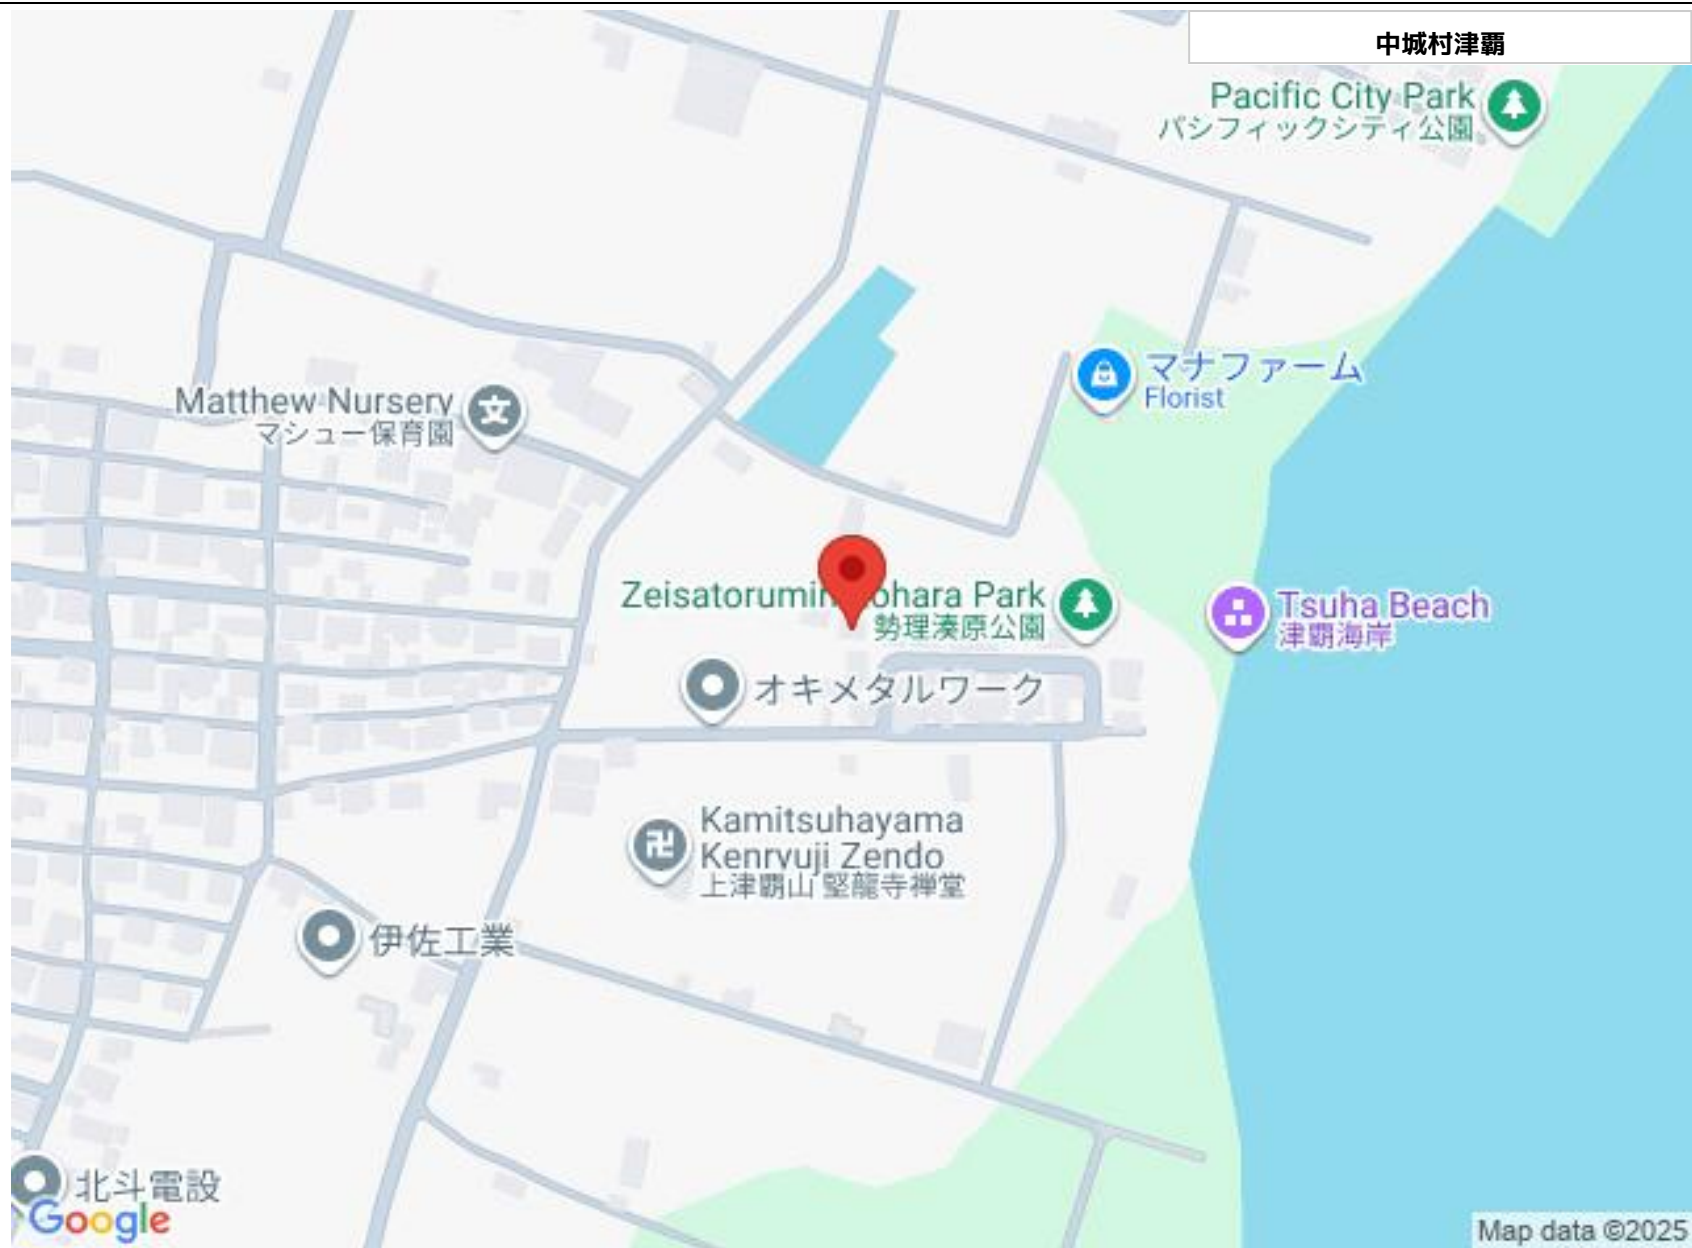 中城村津覇
Pacific City Park
パシフィックシティ公園
マナファーム
Florist
Matthew Nursery
マシュー保育園
Park
勢理湊原公園
Tsuha Beach
津覇海岸
オキメタルワーク
Kamitsuhayama
Kenryuji Zendo
上津覇山 堅龍寺禅堂
伊佐工業
北斗電設
Google
Map data ©2025